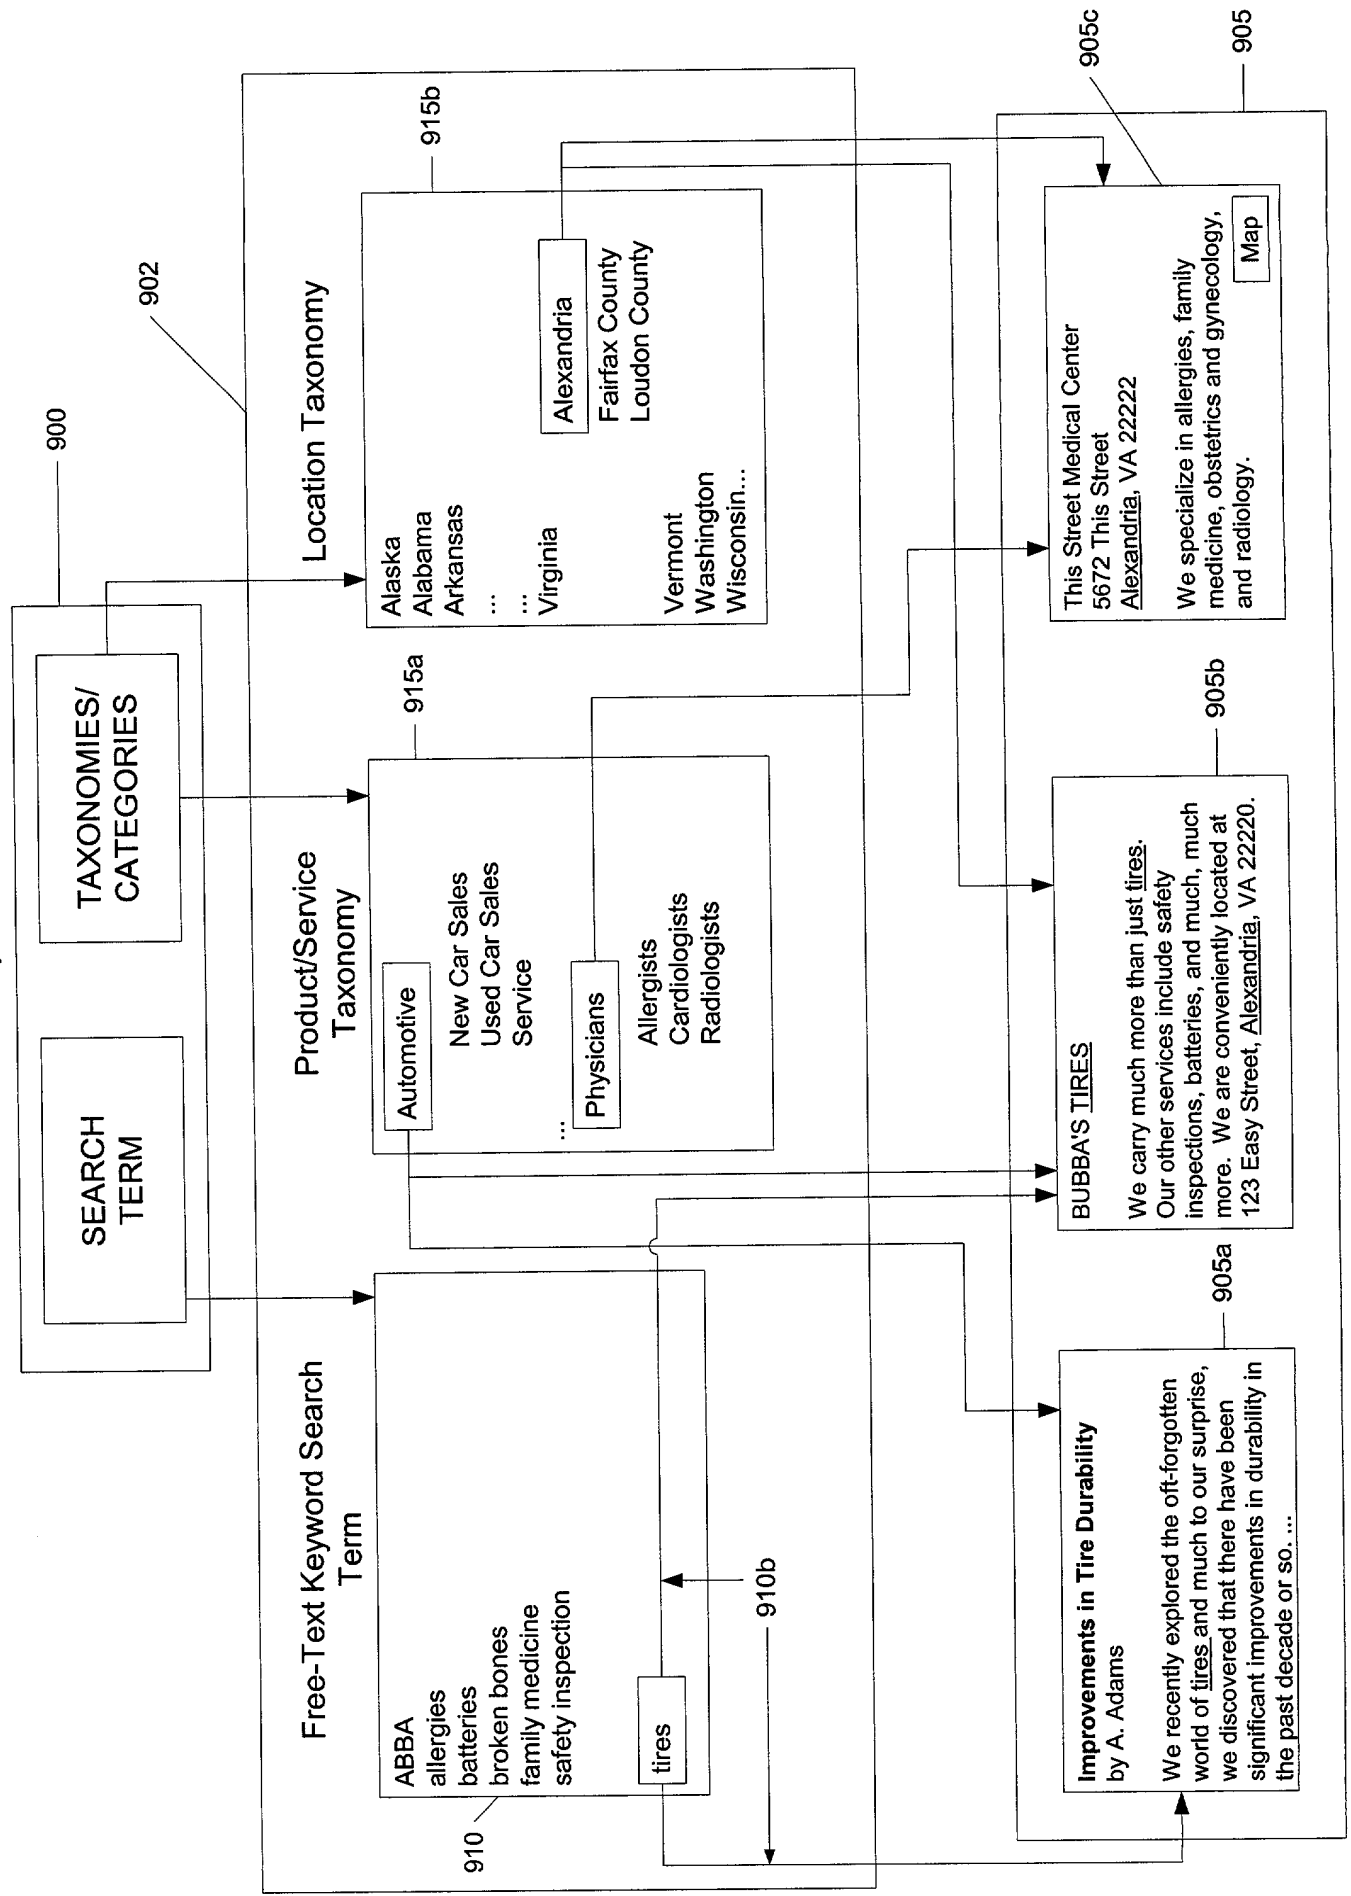 900
SEARCH
TERM
TAXONOMIES/
CATEGORIES
902
Free-Text Keyword Search
Term
Product/Service
Taxonomy
Location Taxonomy
910
ABBA
allergies
batteries
broken bones
family medicine
safety inspection
tires
910b
915a
Automotive
New Car Sales
Used Car Sales
Service
...
Physicians
Allergists
Cardiologists
Radiologists
915b
Alaska
Alabama
Arkansas
...
...
Virginia
Alexandria
Fairfax County
Loudon County
Vermont
Washington
Wisconsin...
905a
Improvements in Tire Durability
by A. Adams
We recently explored the oft-forgotten
world of tires and much to our surprise,
we discovered that there have been
significant improvements in durability in
the past decade or so. ...
905b
BUBBA'S TIRES
We carry much more than just tires.
Our other services include safety
inspections, batteries, and much, much
more. We are conveniently located at
123 Easy Street, Alexandria, VA 22220.
905c
This Street Medical Center
5672 This Street
Alexandria, VA 22222
We specialize in allergies, family
medicine, obstetrics and gynecology,
and radiology.
Map
905